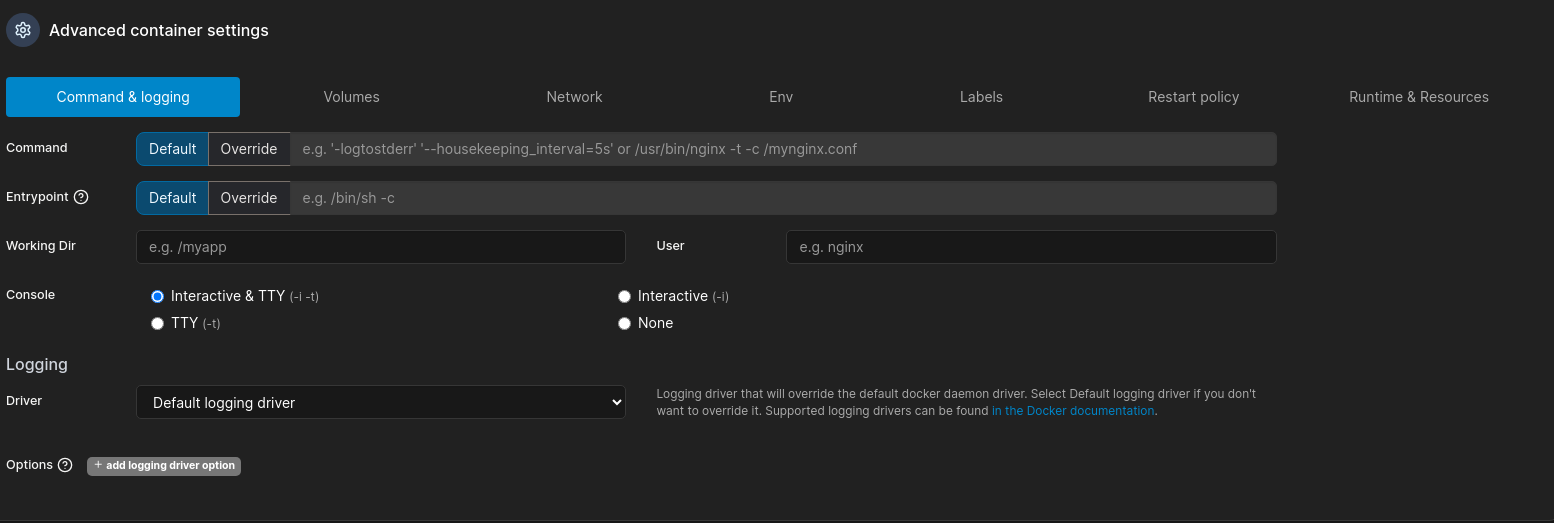 Advanced container settings
Command & logging Volumes Network Env Labels Restart policy Runtime & Resources
Command Default Override e.g. '-logtostderr' '--housekeeping_interval=5s' or /usr/bin/nginx -t -c /mynginx.conf
Entrypoint Default Override e.g. /bin/sh -c
Working Dir e.g. /myapp User e.g. nginx
Console Interactive & TTY (-i -t) Interactive (-i)
TTY (-t) None
Logging
Driver Default logging driver
Logging driver that will override the default docker daemon driver. Select Default logging driver if you don't
want to override it. Supported logging drivers can be found in the Docker documentation.
Options + add logging driver option